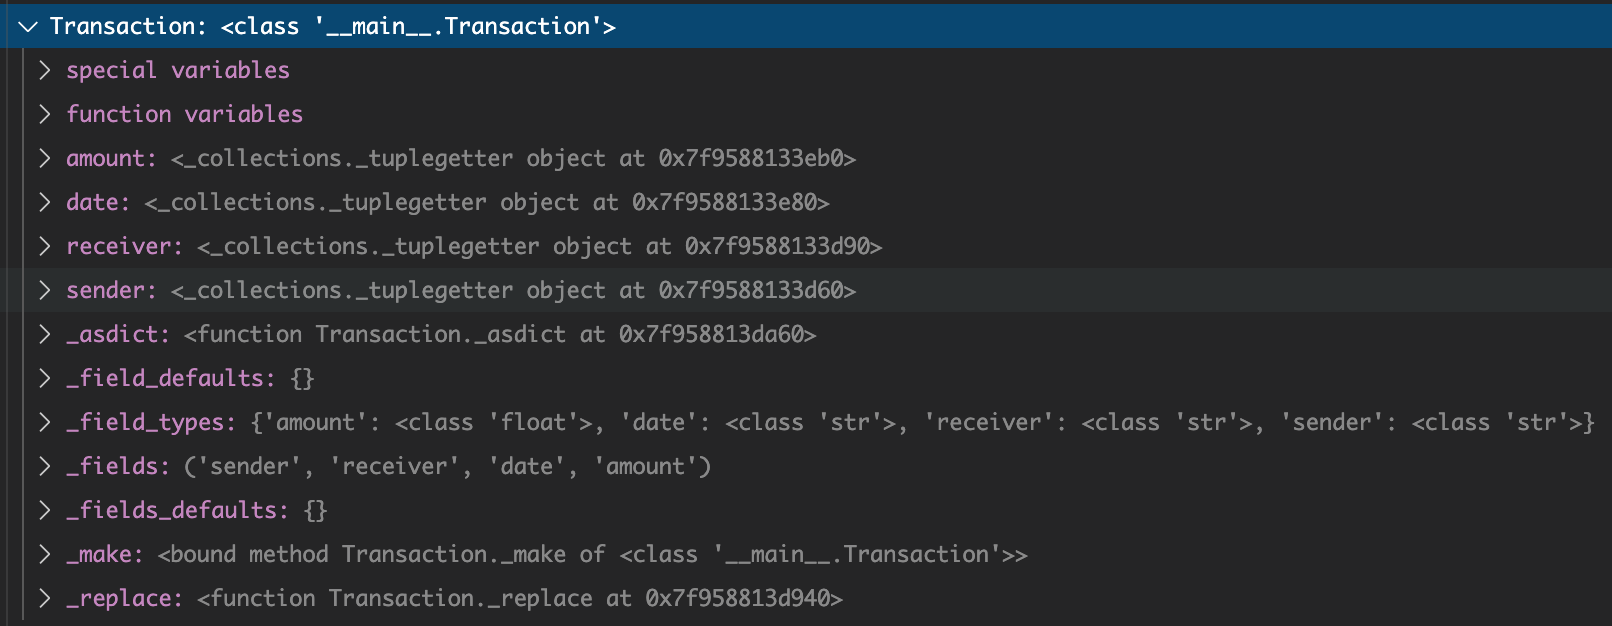 Transaction: <class '__main__.Transaction'>
special variables
function variables
amount: <_collections._tuplegetter object at 0x7f9588133eb0>
date: <_collections._tuplegetter object at 0x7f9588133e80>
receiver: <_collections._tuplegetter object at 0x7f9588133d90>
sender: <_collections._tuplegetter object at 0x7f9588133d60>
_asdict: <function Transaction._asdict at 0x7f958813da60>
_field_defaults: {}
_field_types: {'amount': <class 'float'>, 'date': <class 'str'>, 'receiver': <class 'str'>, 'sender': <class 'str'>}
_fields: ('sender', 'receiver', 'date', 'amount')
_fields_defaults: {}
_make: <bound method Transaction._make of <class '__main__.Transaction'>>
_replace: <function Transaction._replace at 0x7f958813d940>